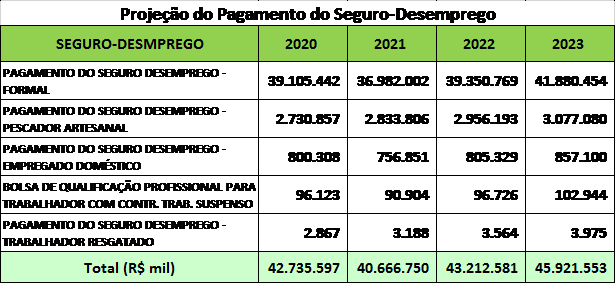 Projeção do Pagamento do Seguro-Desemprego
SEGURO-DESMPREGO 2020 2021 2022 2023
PAGAMENTO DO SEGURO DESEMPREGO -
FORMAL 39.105.442 36.982.002 39.350.769 41.880.454
PAGAMENTO DO SEGURO DESEMPREGO -
PESCADOR ARTESANAL 2.730.857 2.833.806 2.956.193 3.077.080
PAGAMENTO DO SEGURO DESEMPREGO -
EMPREGADO DOMÉSTICO 800.308 756.851 805.329 857.100
BOLSA DE QUALIFICAÇÃO PROFISSIONAL PARA
TRABALHADOR COM CONTR. TRAB. SUSPENSO 96.123 90.904 96.726 102.944
PAGAMENTO DO SEGURO DESEMPREGO -
TRABALHADOR RESGATADO 2.867 3.188 3.564 3.975
Total (R$ mil) 42.735.597 40.666.750 43.212.581 45.921.553